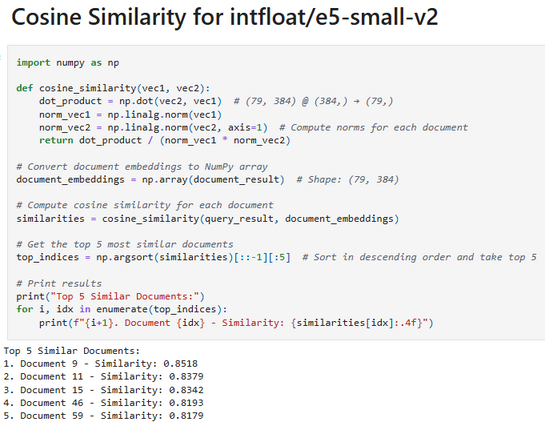 Cosine Similarity for intfloat/e5-small-v2
import numpy as np
def cosine_similarity(vec1, vec2):
    dot_product = np.dot(vec2, vec1)  # (79, 384) @ (384,) → (79,)
    norm_vec1 = np.linalg.norm(vec1)
    norm_vec2 = np.linalg.norm(vec2, axis=1)  # Compute norms for each document
    return dot_product / (norm_vec1 * norm_vec2)
# Convert document embeddings to NumPy array
document_embeddings = np.array(document_result)  # Shape: (79, 384)
# Compute cosine similarity for each document
similarities = cosine_similarity(query_result, document_embeddings)
# Get the top 5 most similar documents
top_indices = np.argsort(similarities)[::-1][:5]  # Sort in descending order and take top 5
# Print results
print("Top 5 Similar Documents:")
for i, idx in enumerate(top_indices):
    print(f"{i+1}. Document {idx} - Similarity: {similarities[idx]:.4f}")
Top 5 Similar Documents:
1. Document 9 - Similarity: 0.8518
2. Document 11 - Similarity: 0.8379
3. Document 15 - Similarity: 0.8342
4. Document 46 - Similarity: 0.8193
5. Document 59 - Similarity: 0.8179